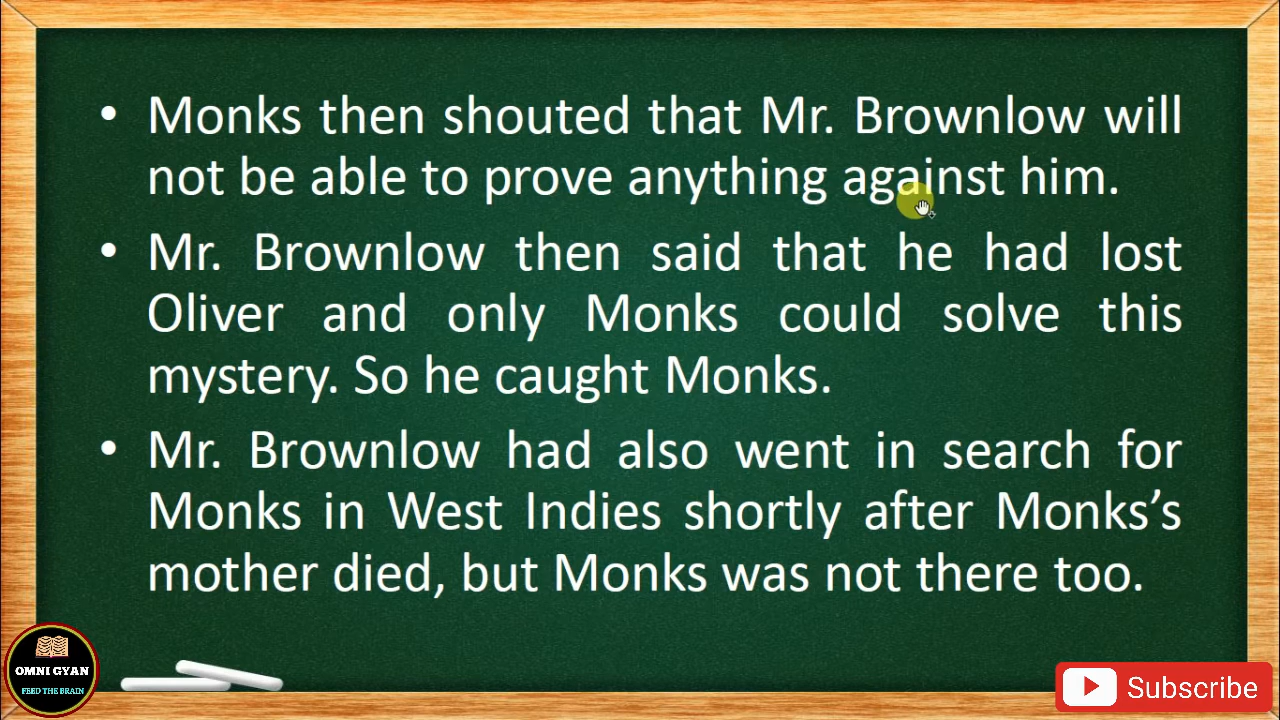 • Monks then shouted that Mr. Brownlow will
not be able to prove anything against him.
• Mr. Brownlow then said that he had lost
Oliver and only Monks could solve this
mystery. So he caught Monks.
• Mr. Brownlow had also went in search for
Monks in West Indies shortly after Monks’s
mother died, but Monks was not there too.
OMNI GYAN
FEED THE BRAIN
Subscribe